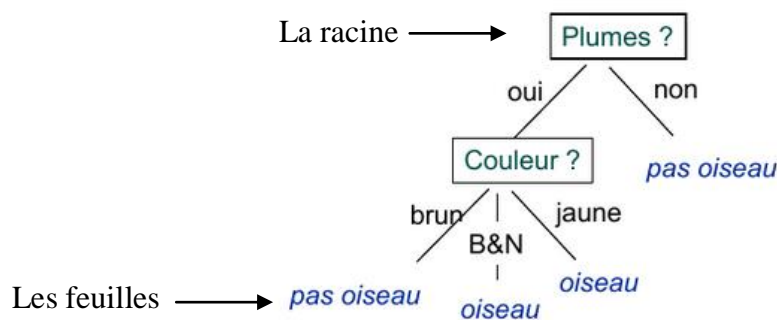 La racine
Plumes ?
oui
non
Couleur ?
pas oiseau
brun
B&N
jaune
Les feuilles
pas oiseau
oiseau
oiseau